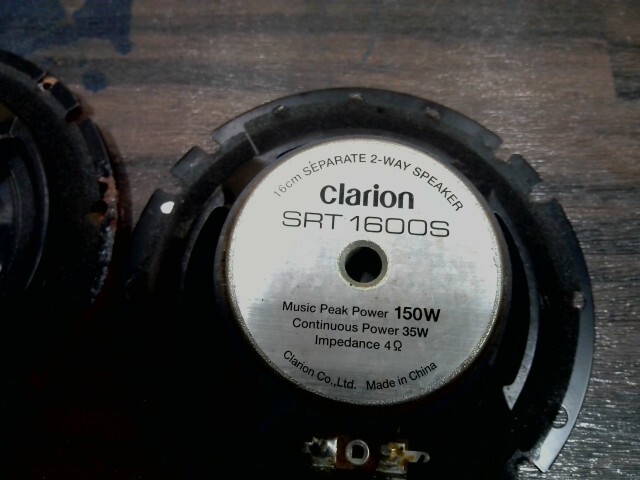 16cm SEPARATE 2-WAY SPEAKER
clarion
SRT 1600S
Music Peak Power 150W
Continuous Power 35W
Impedance 4Ω
Clarion Co.,Ltd. Made in China